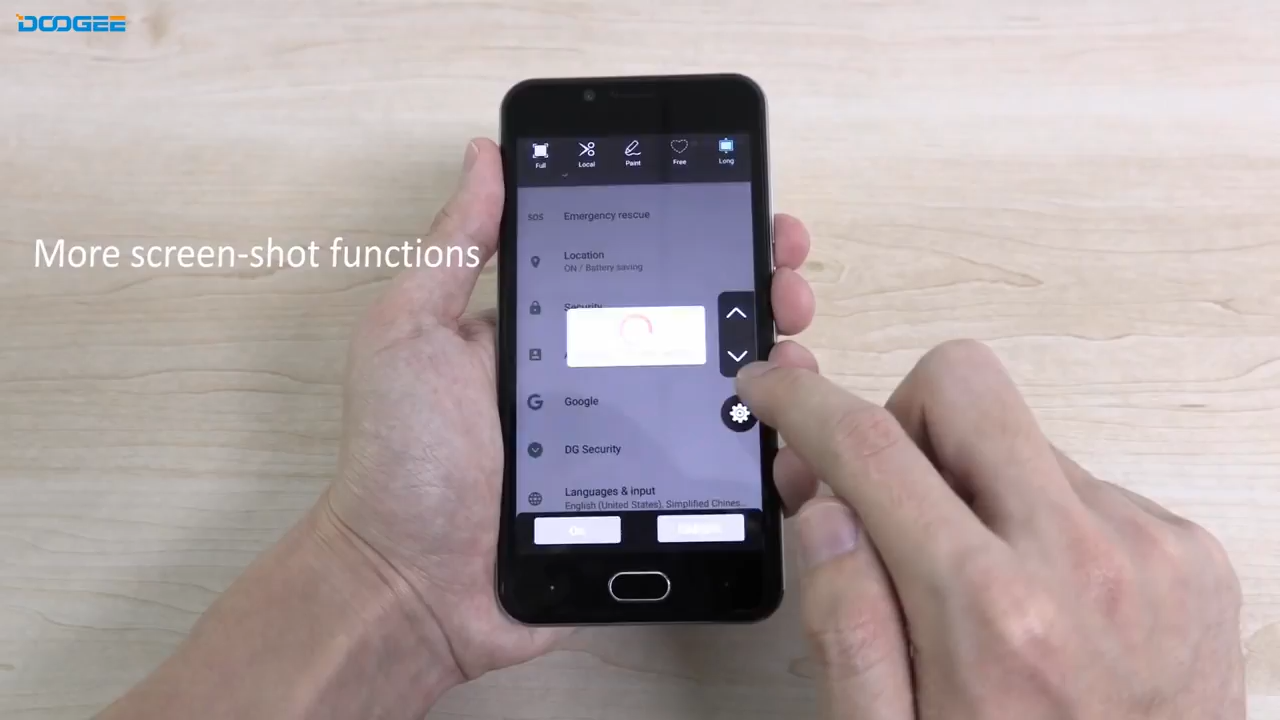 DOOGEE
More screen-shot functions
Full
Local
Paint
Free
Long
SOS
Emergency rescue
Location
ON / Battery saving
Security
Google
DG Security
Languages & input
English (United States), Simplified Chines...